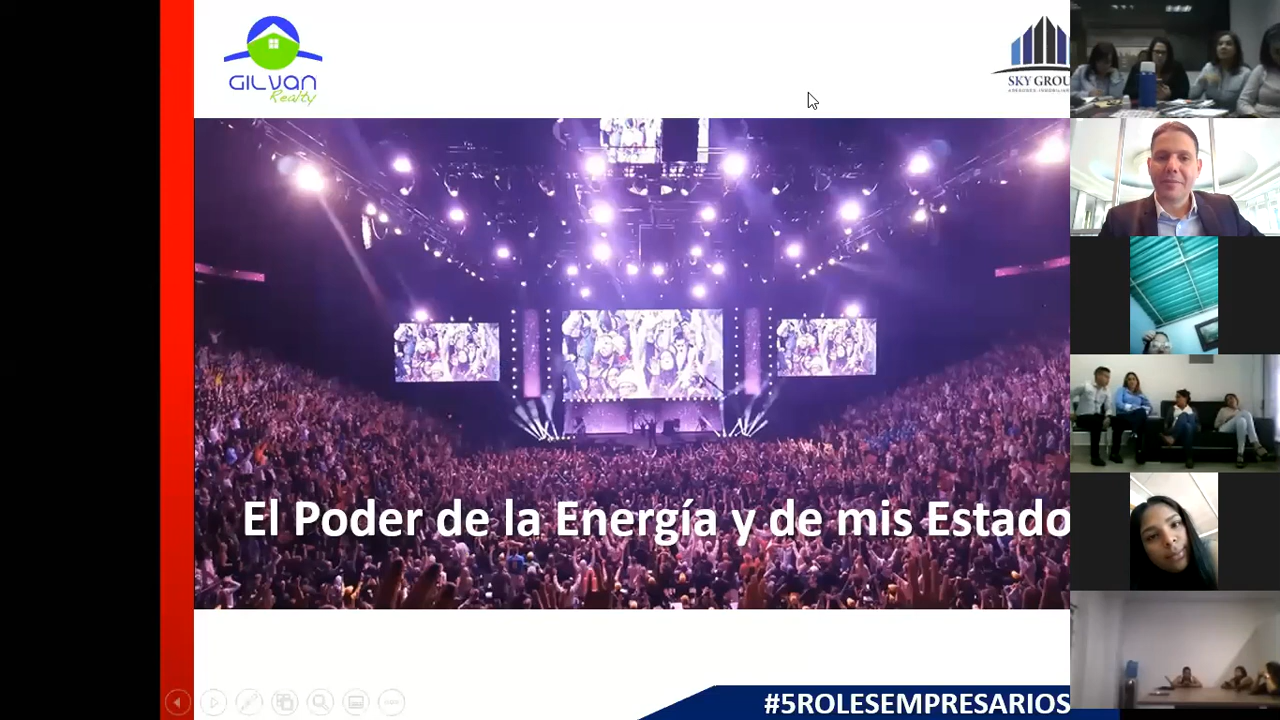 GILVAN
Realty
SKY GROU
El Poder de la Energía y de mis Estado
#5ROLESEMPRESARIOS